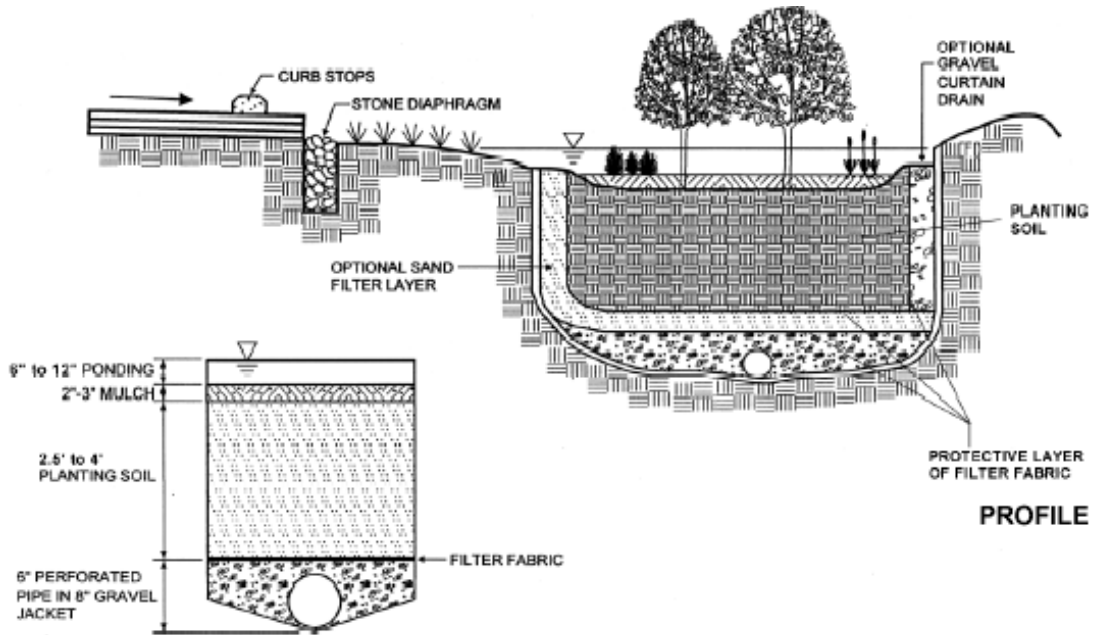 CURB STOPS
STONE DIAPHRAGM
OPTIONAL
GRAVEL
CURTAIN
DRAIN
PLANTING
SOIL
OPTIONAL SAND
FILTER LAYER
PROTECTIVE LAYER
OF FILTER FABRIC
PROFILE
6" to 12" PONDING
2"-3" MULCH
2.5' to 4'
PLANTING SOIL
FILTER FABRIC
6" PERFORATED
PIPE IN 8" GRAVEL
JACKET